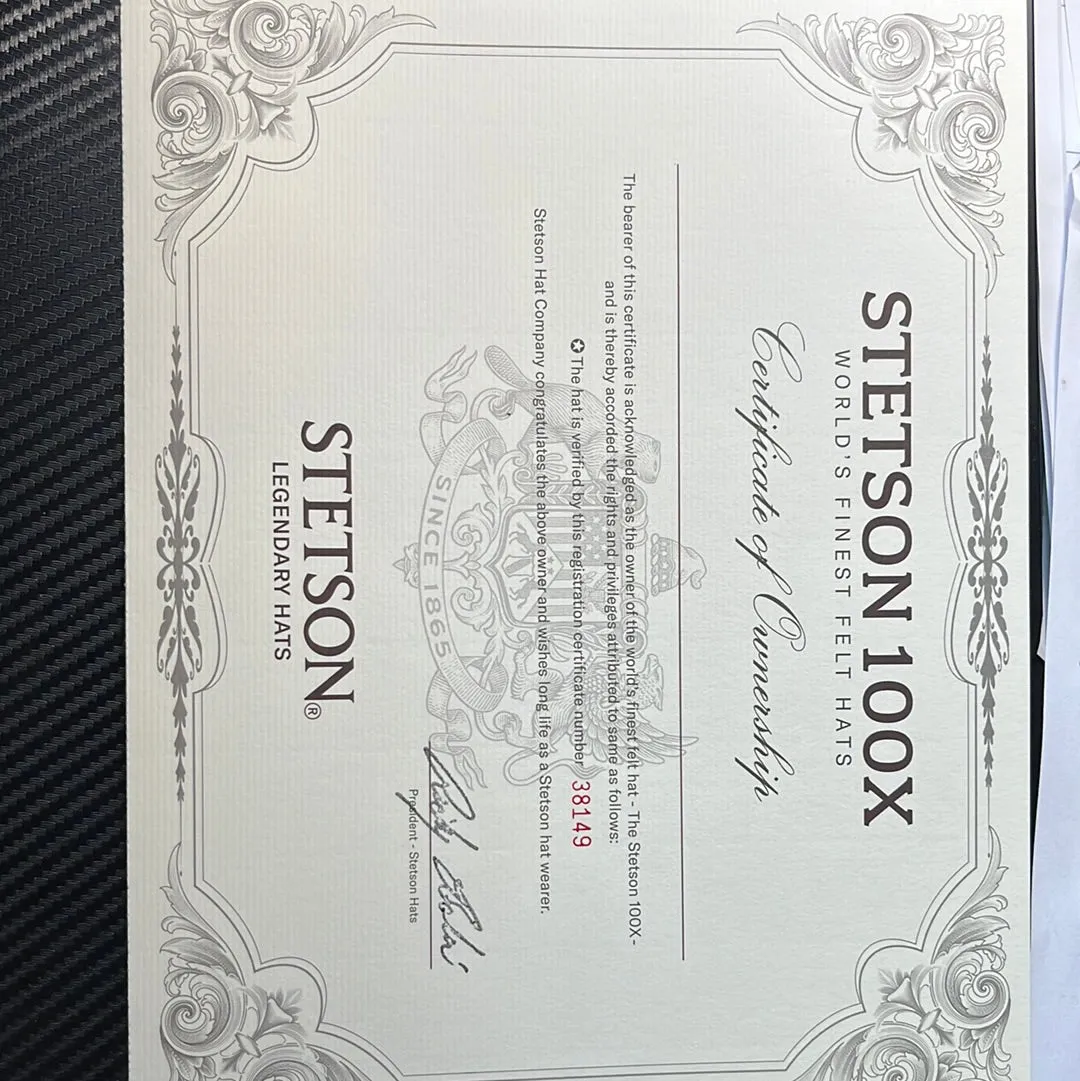 STETSON 100X
WORLD'S FINEST FELT HATS
Certificate of Ownership
The bearer of this certificate is acknowledged as the owner of the world's finest felt hat - The Stetson 100X -
and is thereby accorded the rights and privileges attributed to same as follows:
✪ The hat is verified by this registration certificate number 38149
Stetson Hat Company congratulates the above owner and wishes long life as a Stetson hat wearer.
SINCE 1865
President - Stetson Hats
STETSON®
LEGENDARY HATS